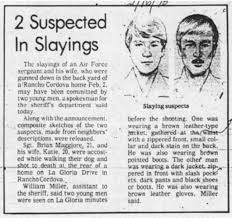 2 Suspected
In Slayings
The slayings of an Air Force
sergeant and his wife, who were
gunned down in the back yard of
a Rancho Cordova home Feb. 2,
may have been committed by
two young men, a spokesman for
the sheriff's department said
today.
Along with the announcement,
composite sketches of the two
suspects, made from neighbors'
descriptions, were released.
Sgt. Brian Maggiore, 21, and
his wife, Katie, 20, were accost-
ed while walking their dog and
shot to death at the rear of a
home on La Gloria Drive in
Rancho Cordova.
William Miller, assistant to
the sheriff, said two young men
were seen on La Gloria minutes
Slaying suspects
before the shooting. One was
wearing a brown leather-type
jacket, gathered at the waist
with a zippered front, small col-
lar and dark stain on the back.
He was also wearing brown
pointed boots. The other man
was wearing a dark jacket, zip-
pered in front with slash pock-
ets, dark pants and black shoes
or boots. He was also wearing
brown leather gloves, Miller
said.